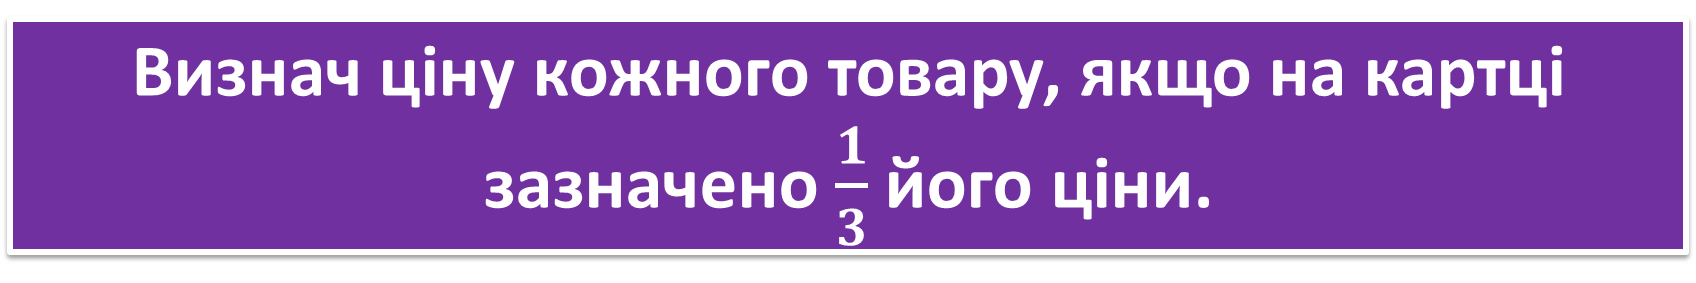 Визнач ціну кожного товару, якщо на картці
зазначено 1/3 його ціни.